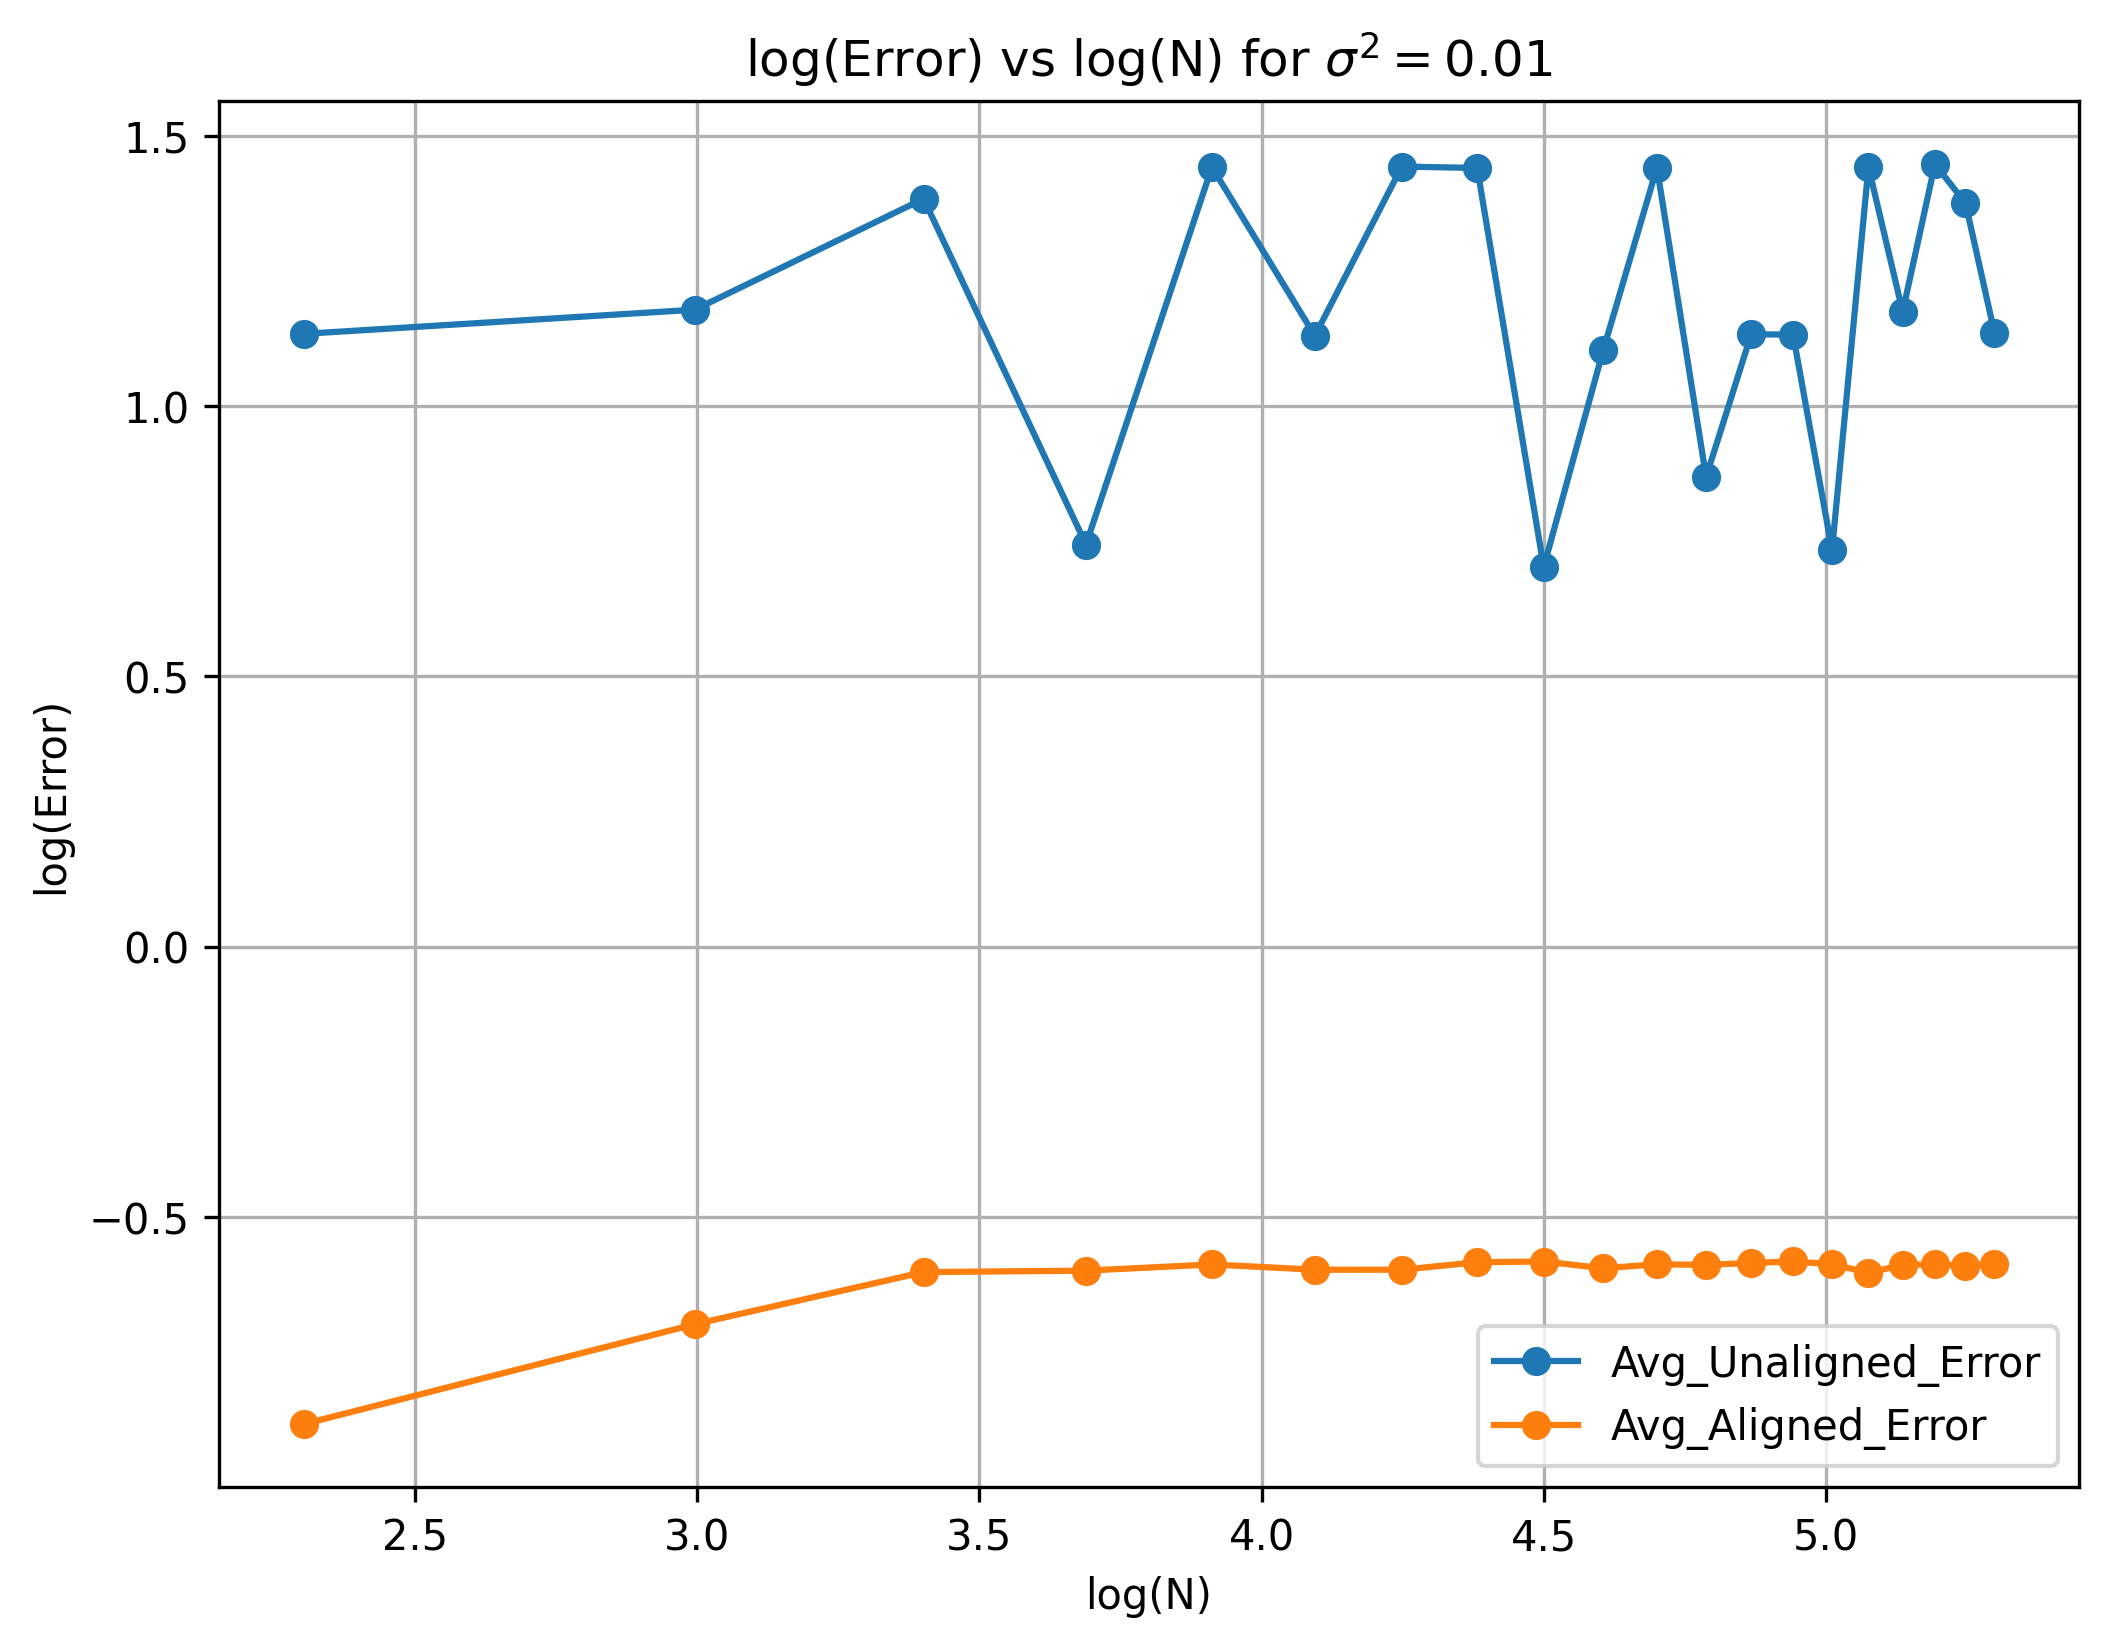 log(Error) vs log(N) for σ² = 0.01
1.5
1.0
0.5
0.0
−0.5
log(Error)
2.5 3.0 3.5 4.0 4.5 5.0
log(N)
Avg_Unaligned_Error
Avg_Aligned_Error